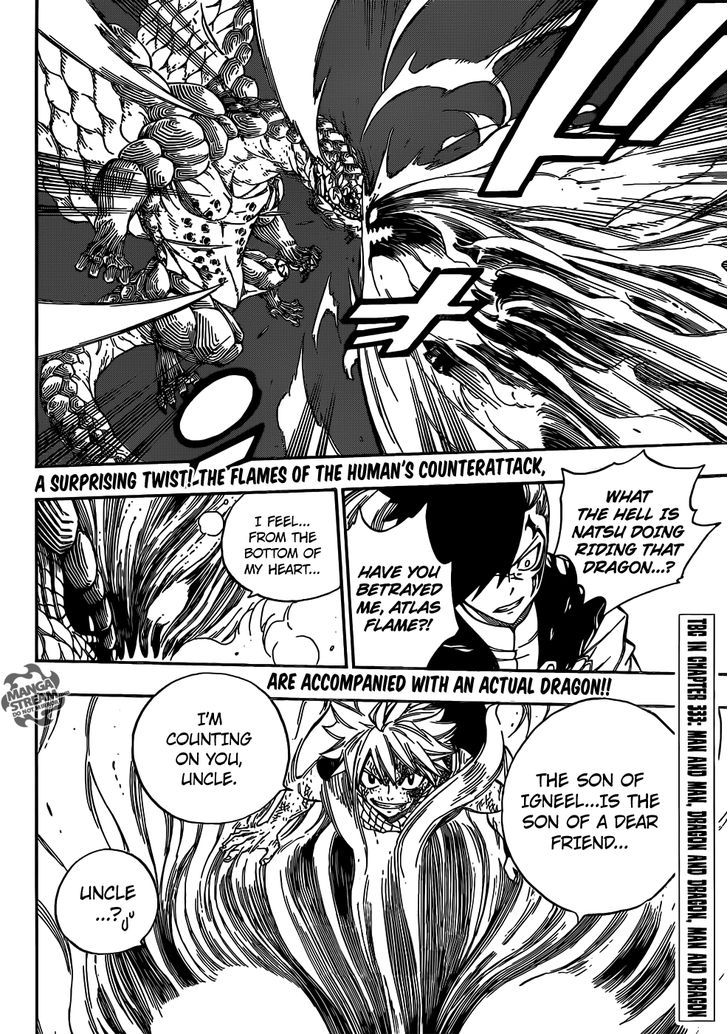 ドドメ
A SURPRISING TWIST! THE FLAMES OF THE HUMAN'S COUNTERATTACK,
WHAT
THE HELL IS
NATSU DOING
RIDING THAT
DRAGON...?
HAVE YOU
BETRAYED
ME, ATLAS
FLAME?!
I FEEL...
FROM THE
BOTTOM OF
MY HEART...
ARE ACCOMPANIED WITH AN ACTUAL DRAGON!!
THE SON OF
IGNEEL...IS THE
SON OF A DEAR
FRIEND...
I'M
COUNTING
ON YOU,
UNCLE.
UNCLE
...?
TBC IN CHAPTER 333: MAN AND MAN, DRAGON AND DRAGON, MAN AND DRAGON
MANGA
STREAM